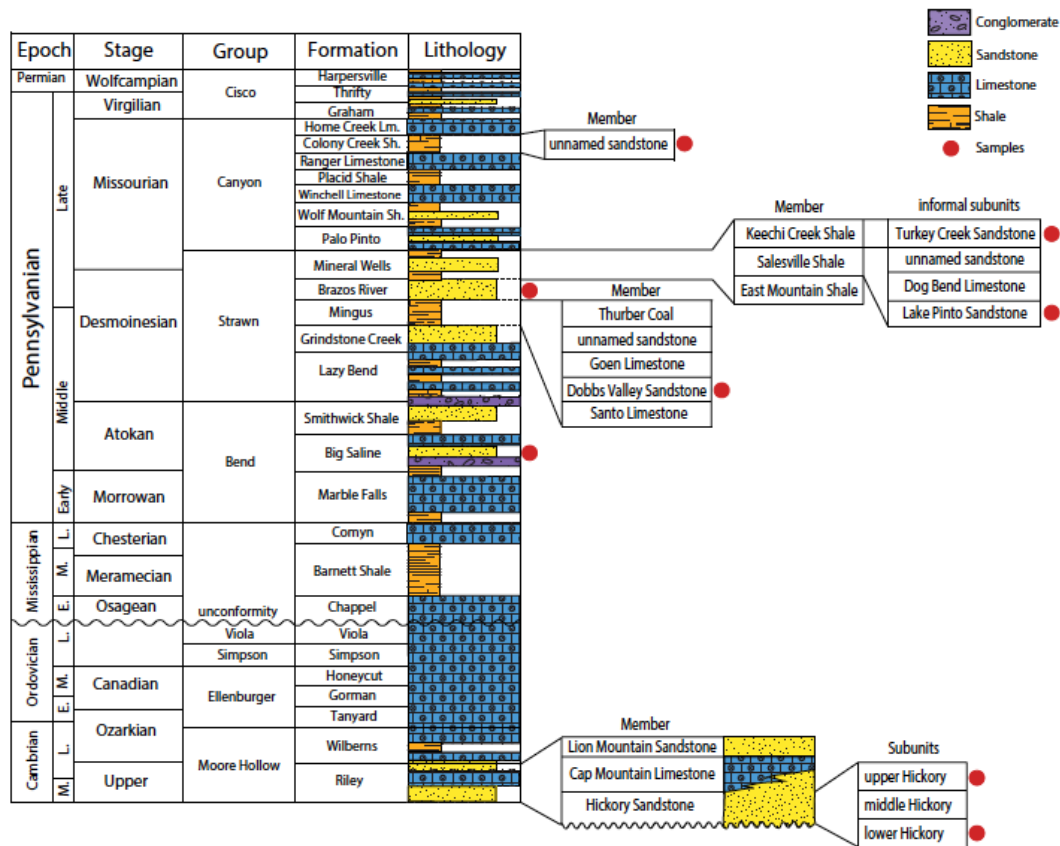 Conglomerate
Sandstone
Limestone
Shale
Samples
Epoch Stage Group Formation Lithology
Permian
Wolfcampian
Cisco
Harpersville
Thrifty
Virgilian
Graham
Pennsylvanian
Late
Missourian
Canyon
Home Creek Lm.
Colony Creek Sh.
Ranger Limestone
Placid Shale
Winchell Limestone
Wolf Mountain Sh.
Palo Pinto
Member
unnamed sandstone
Desmoinesian
Strawn
Mineral Wells
Brazos River
Mingus
Grindstone Creek
Lazy Bend
Member
Keechi Creek Shale
Salesville Shale
East Mountain Shale
informal subunits
Turkey Creek Sandstone
unnamed sandstone
Dog Bend Limestone
Lake Pinto Sandstone
Member
Thurber Coal
unnamed sandstone
Goen Limestone
Dobbs Valley Sandstone
Santo Limestone
Middle
Atokan
Bend
Smithwick Shale
Big Saline
Early
Morrowan
Marble Falls
Mississippian
L.
Chesterian
Comyn
M.
Meramecian
Barnett Shale
E.
Osagean
unconformity
Chappel
Ordovician
L.
Viola
Viola
Simpson
Simpson
M.
Canadian
Ellenburger
Honeycut
Gorman
E.
Tanyard
Ozarkian
Cambrian
L.
Moore Hollow
Wilberns
M.
Upper
Riley
Member
Lion Mountain Sandstone
Cap Mountain Limestone
Hickory Sandstone
Subunits
upper Hickory
middle Hickory
lower Hickory